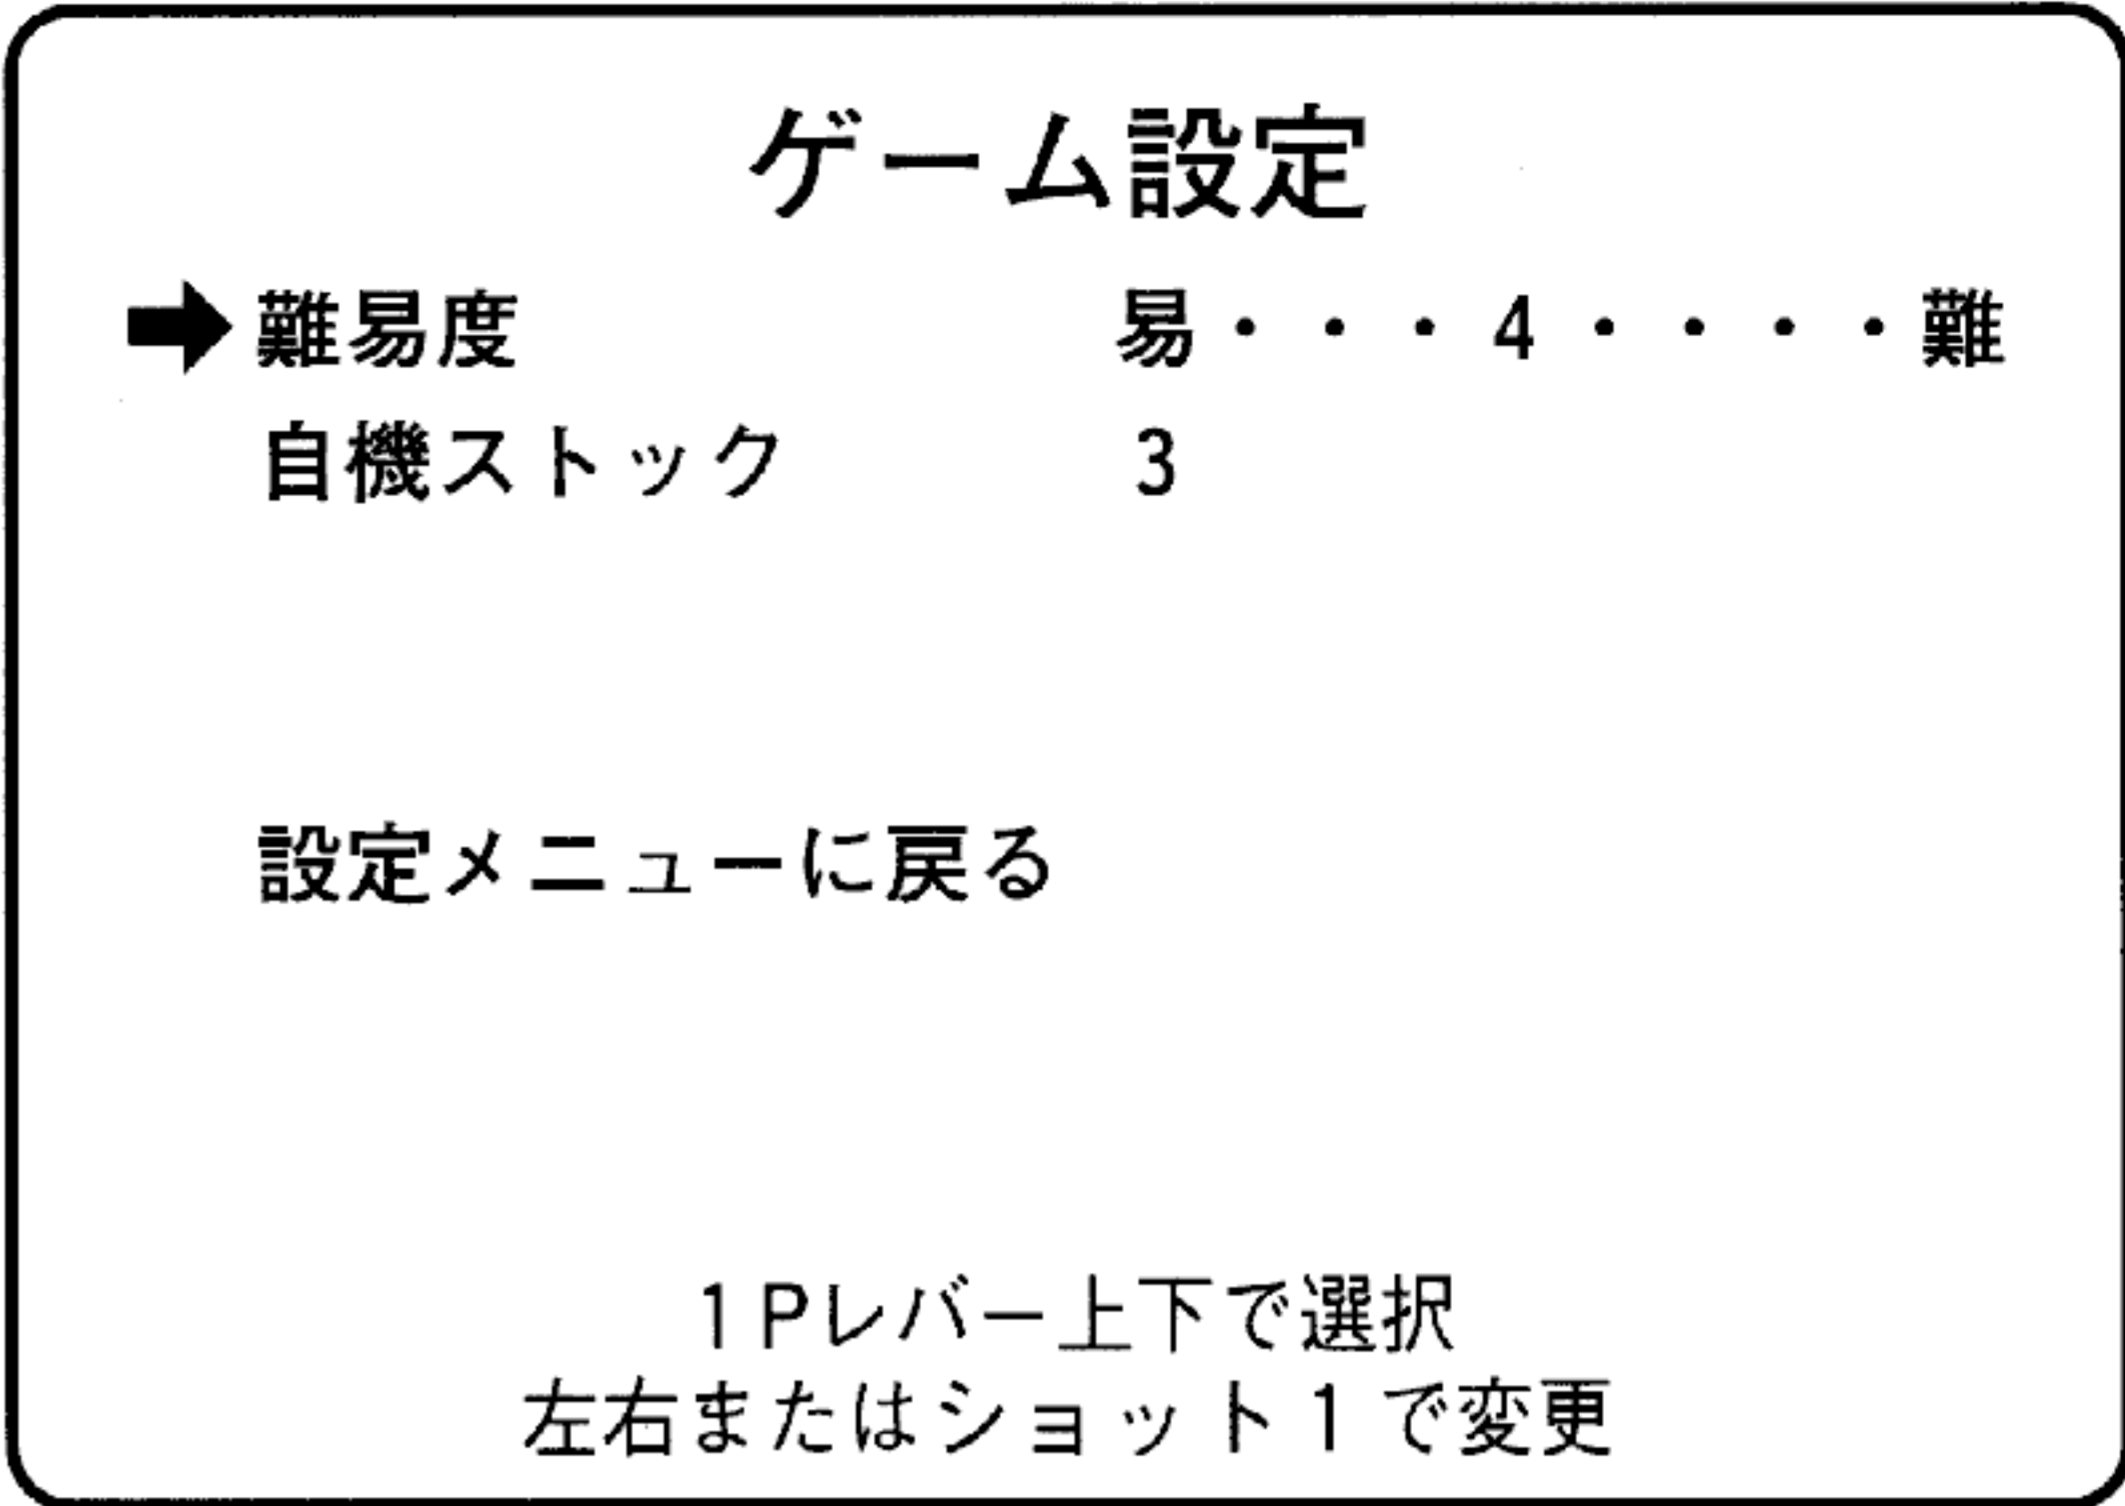 ゲーム設定
➡難易度 易・・・4・・・・難
自機ストック 3
設定メニューに戻る
1Pレバー上下で選択
左右またはショット1で変更